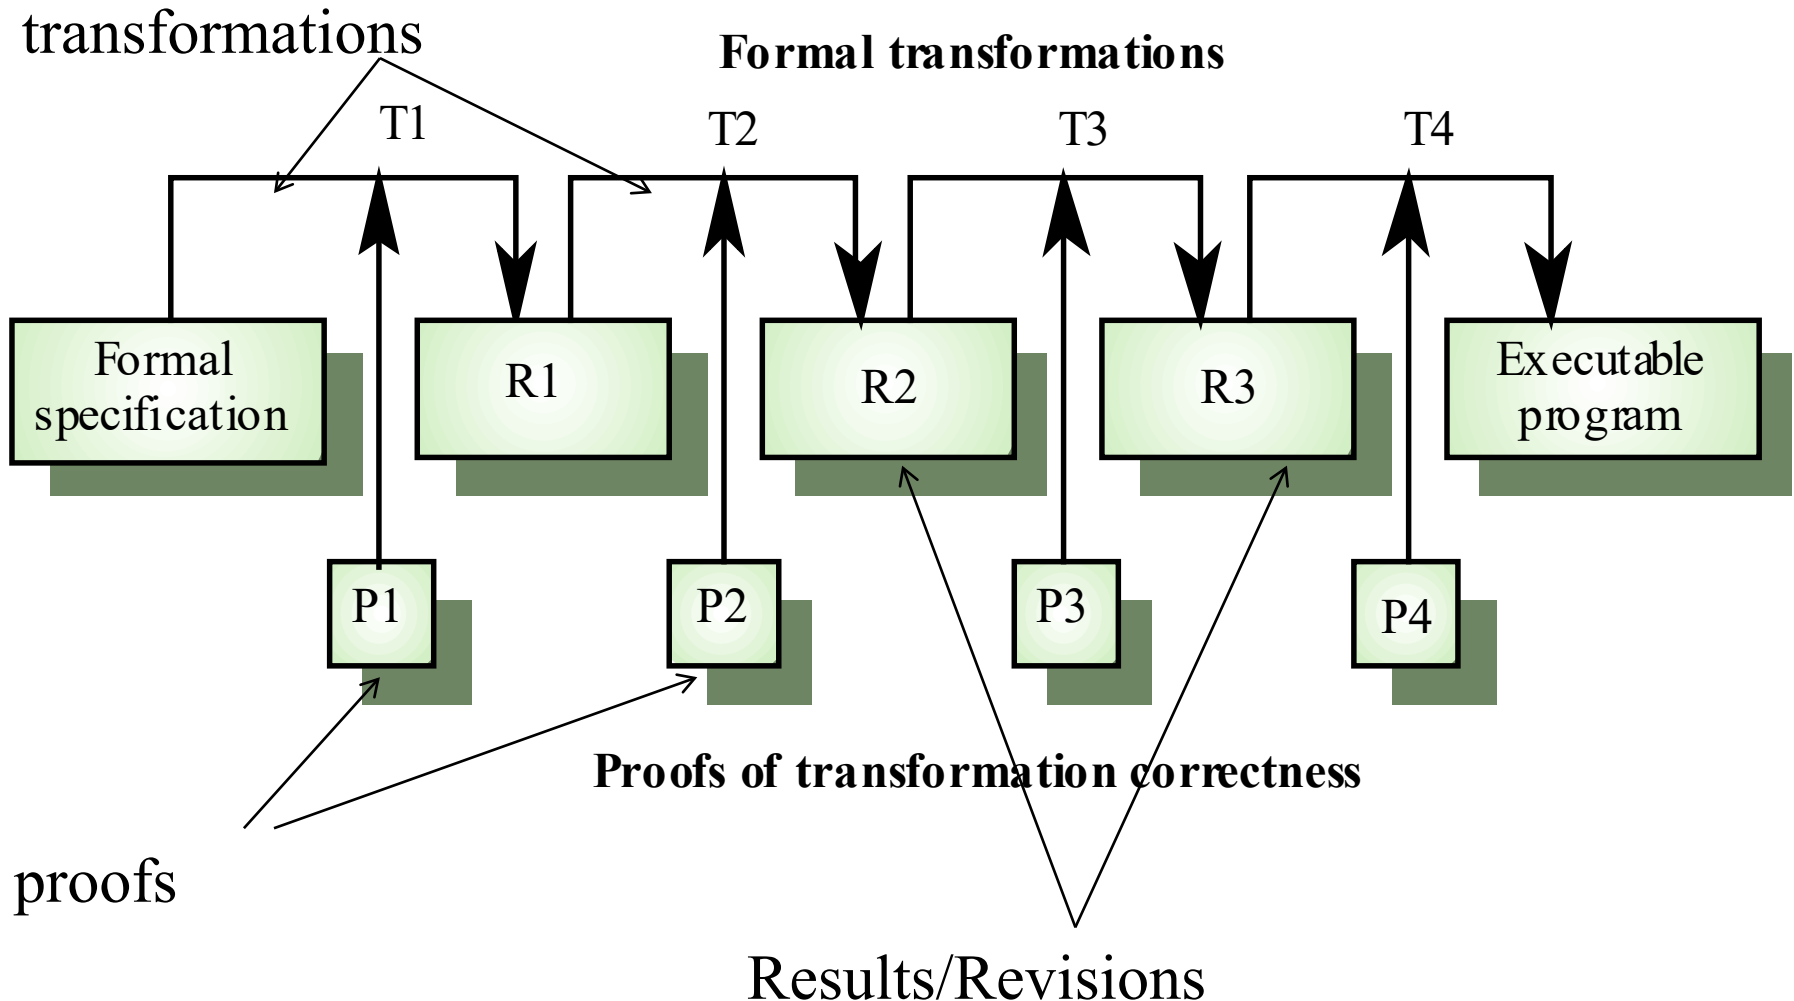 transformations
Formal transformations
T1
T2
T3
T4
Formal
specification
R1
R2
R3
Executable
program
P1
P2
P3
P4
Proofs of transformation correctness
proofs
Results/Revisions